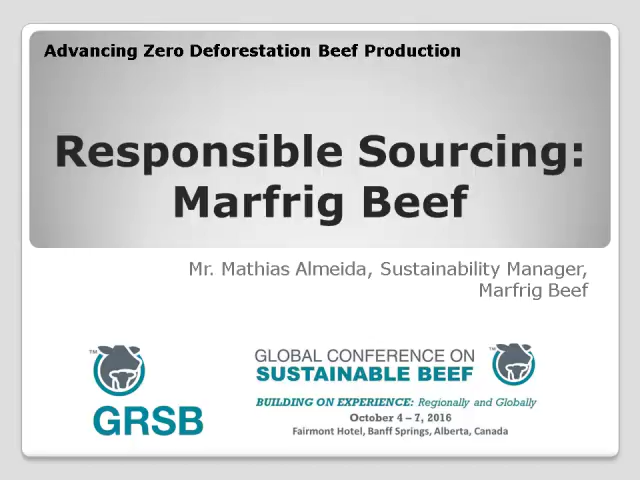 Advancing Zero Deforestation Beef Production
Responsible Sourcing:
Marfrig Beef
Mr. Mathias Almeida, Sustainability Manager,
Marfrig Beef
TM
GRSB
GLOBAL CONFERENCE ON
SUSTAINABLE BEEF
TM
BUILDING ON EXPERIENCE: Regionally and Globally
October 4 – 7, 2016
Fairmont Hotel, Banff Springs, Alberta, Canada